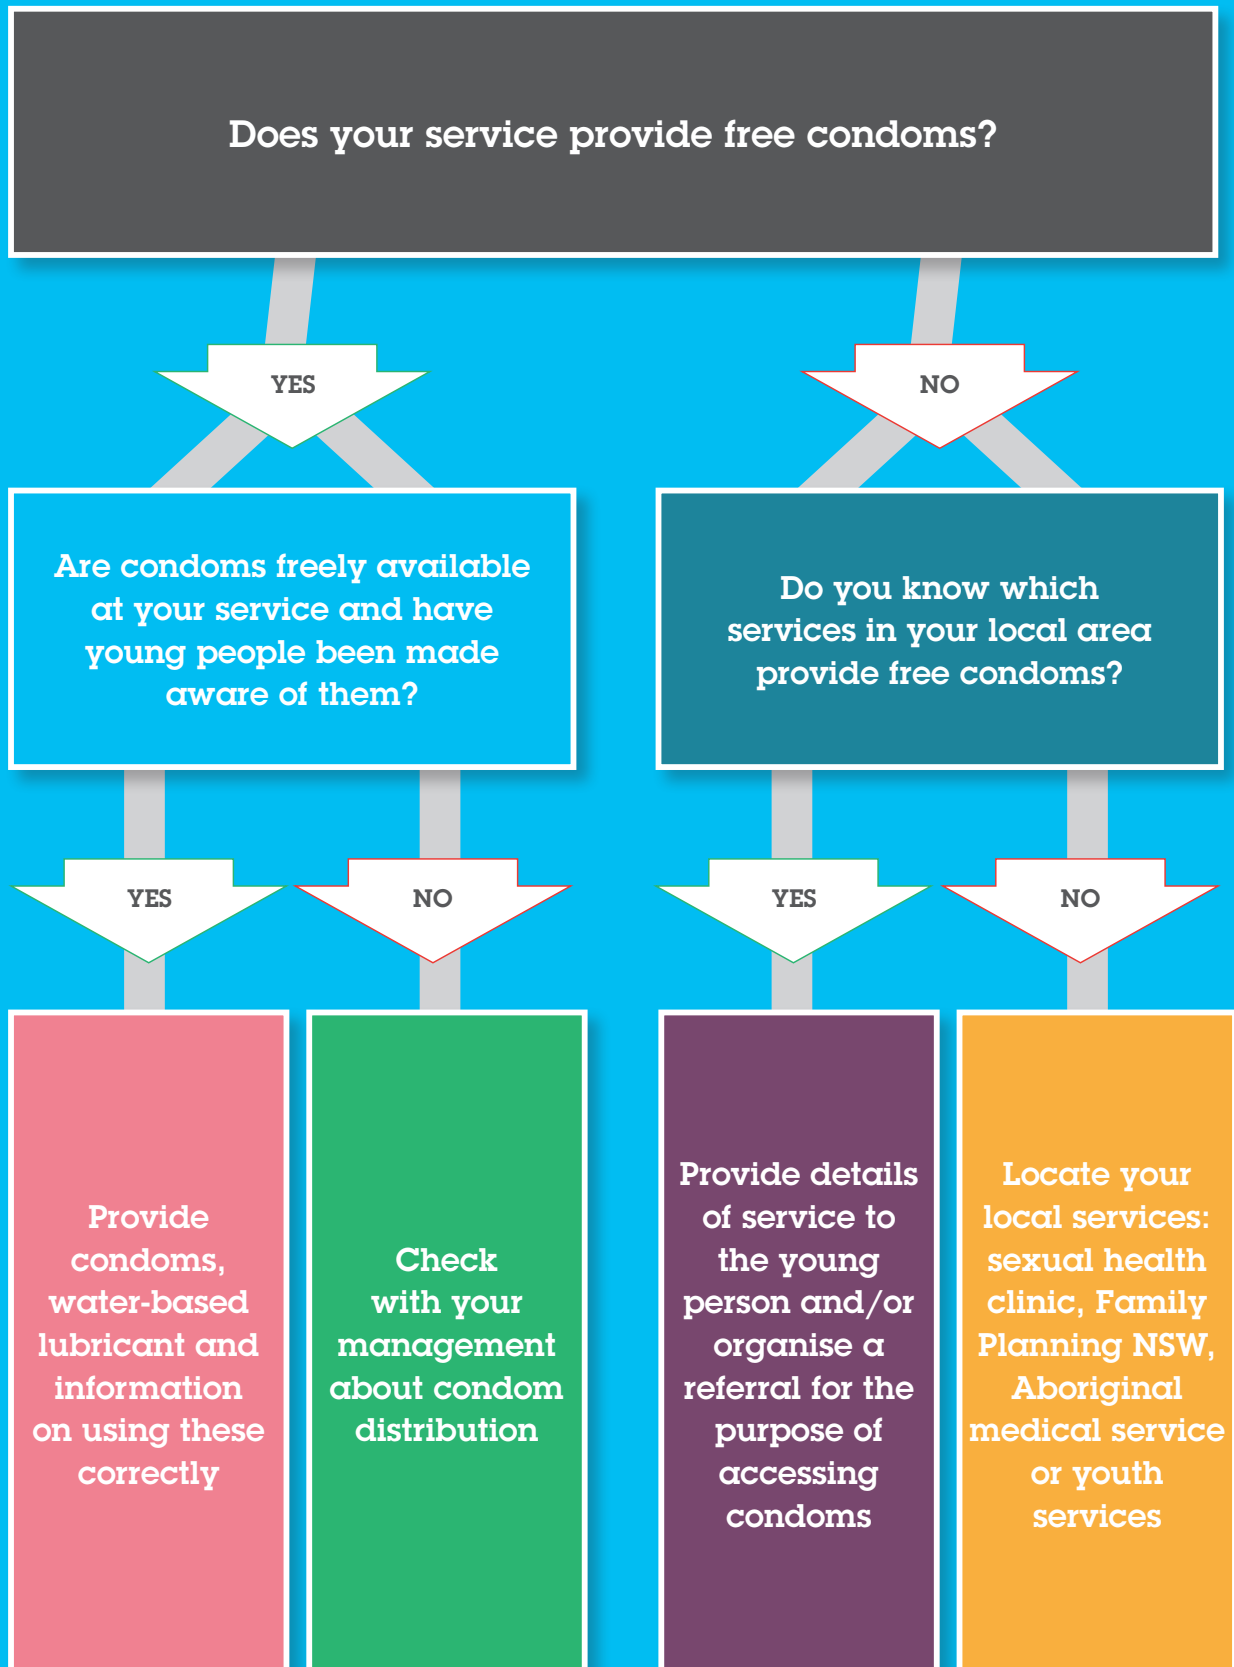 Does your service provide free condoms?
YES
NO
Are condoms freely available
at your service and have
young people been made
aware of them?
Do you know which
services in your local area
provide free condoms?
YES
NO
YES
NO
Provide
condoms,
water-based
lubricant and
information
on using these
correctly
Check
with your
management
about condom
distribution
Provide details
of service to
the young
person and/or
organise a
referral for the
purpose of
accessing
condoms
Locate your
local services:
sexual health
clinic, Family
Planning NSW,
Aboriginal
medical service
or youth
services